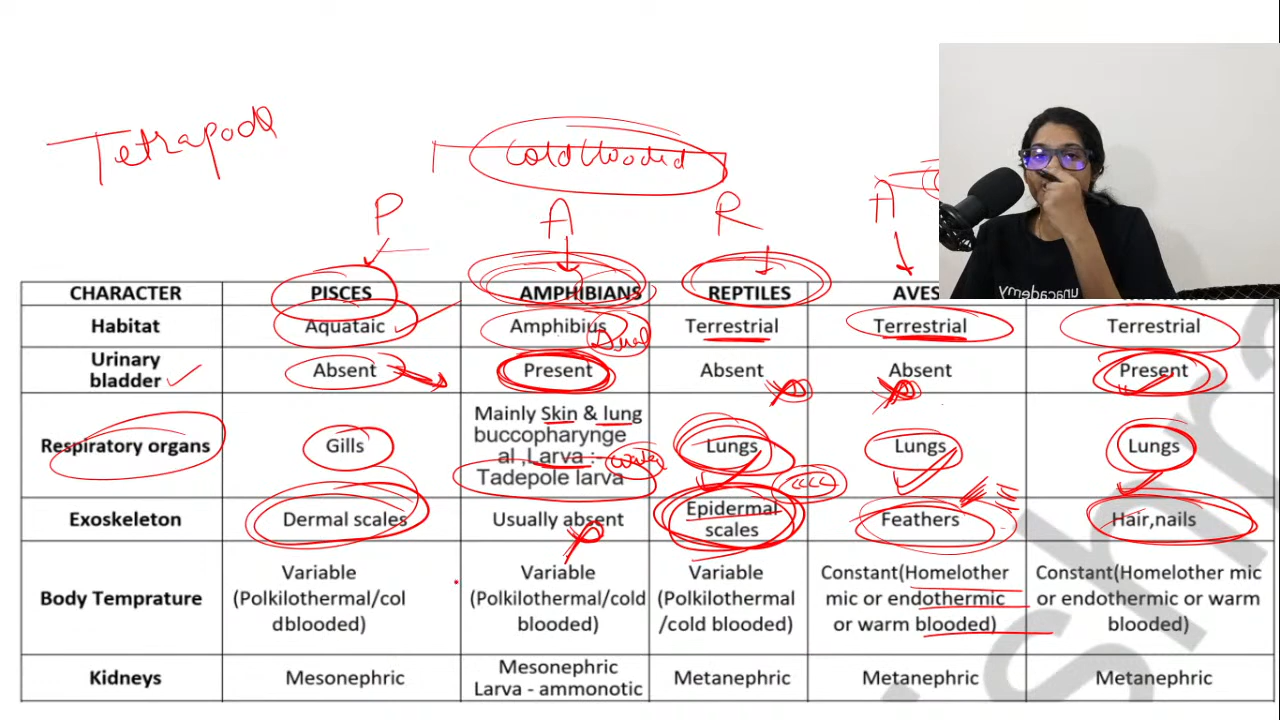 Tetrapoda
Cold blooded
P A R A
unacademy
CHARACTER PISCES AMPHIBIANS REPTILES AVES
Habitat Aquataic Amphibius Dual Terrestrial Terrestrial Terrestrial
Urinary
bladder Absent Present Absent Absent Present
Respiratory organs Gills Mainly Skin & lung
buccopharynge
al ,Larva :- water
Tadepole larva
Lungs Lungs Lungs
Exoskeleton Dermal scales Usually absent Epidermal
scales
Feathers Hair,nails
Body Temprature Variable
(Polkilothermal/col
dblooded)
Variable
(Polkilothermal/cold
blooded)
Variable
(Polkilothermal
/cold blooded)
Constant(Homelother
mic or endothermic
or warm blooded)
Constant(Homelother mic
or endothermic or warm
blooded)
Kidneys Mesonephric Mesonephric
Larva - ammonotic
Metanephric Metanephric Metanephric